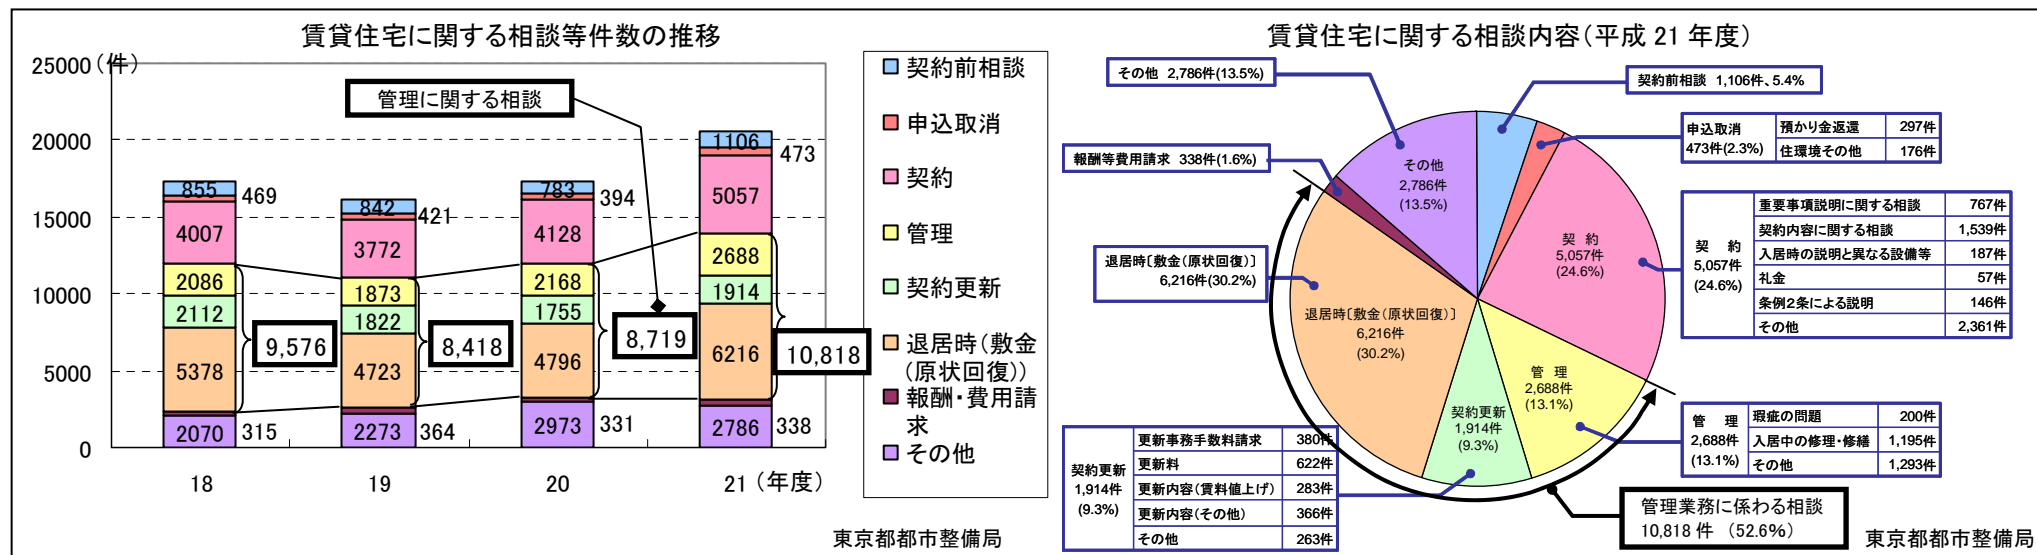 賃貸住宅に関する相談等件数の推移
25000
(件)
20000
15000
10000
5000
0
管理に関する相談
855
469
4007
2086
2112
5378
2070
315
9,576
842
421
3772
1873
1822
4723
2273
364
8,418
783
394
4128
2168
1755
4796
2973
331
8,719
1106
473
5057
2688
1914
6216
2786
338
10,818
18
19
20
21
(年度)
契約前相談
申込取消
契約
管理
契約更新
退居時(敷金
(原状回復))
報酬・費用請
求
その他
東京都都市整備局
賃貸住宅に関する相談内容(平成 21 年度)
その他 2,786件(13.5%)
契約前相談 1,106件、5.4%
申込取消
473件(2.3%)
預かり金返還 297件
住環境その他 176件
報酬等費用請求 338件(1.6%)
その他
2,786件
(13.5%)
契 約
5,057件
(24.6%)
契 約
5,057件
(24.6%)
重要事項説明に関する相談 767件
契約内容に関する相談 1,539件
入居時の説明と異なる設備等 187件
礼金 57件
条例2条による説明 146件
その他 2,361件
退居時〔敷金(原状回復)〕
6,216件(30.2%)
退居時〔敷金(原状回復)〕
6,216件
(30.2%)
管 理
2,688件
(13.1%)
契約更新
1,914件
(9.3%)
管 理
2,688件
(13.1%)
瑕疵の問題 200件
入居中の修理・修繕 1,195件
その他 1,293件
契約更新
1,914件
(9.3%)
更新事務手数料請求 380件
更新料 622件
更新内容(賃料値上げ) 283件
更新内容(その他) 366件
その他 263件
管理業務に係わる相談
10,818 件 (52.6%)
東京都都市整備局